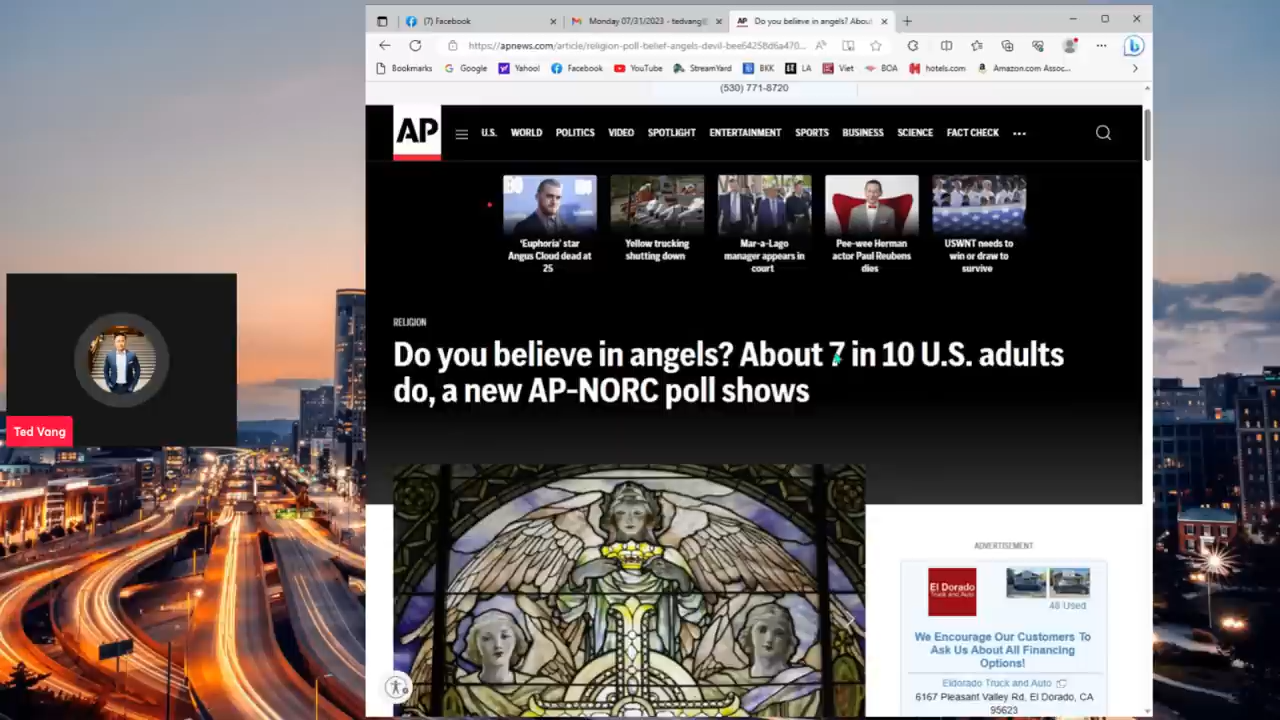 (7) Facebook
Monday 07/31/2023 - tedvang@
Do you believe in angels? About
https://apnews.com/article/religion-poll-belief-angels-devil-bee64258d6a470...
Bookmarks
Google
Yahoo!
Facebook
YouTube
StreamYard
BKK
LA
Viet
BOA
hotels.com
Amazon.com Assoc...
(530) 771-8720
AP
U.S.
WORLD
POLITICS
VIDEO
SPOTLIGHT
ENTERTAINMENT
SPORTS
BUSINESS
SCIENCE
FACT CHECK
‘Euphoria’ star
Angus Cloud dead at
25
Yellow trucking
shutting down
Mar-a-Lago
manager appears in
court
Pee-wee Herman
actor Paul Reubens
dies
USWNT needs to
win or draw to
survive
RELIGION
Do you believe in angels? About 7 in 10 U.S. adults
do, a new AP-NORC poll shows
Ted Vang
ADVERTISEMENT
El Dorado
Truck and Auto
48 Used
We Encourage Our Customers To
Ask Us About All Financing
Options!
Eldorado Truck and Auto
6167 Pleasant Valley Rd, El Dorado, CA
95623